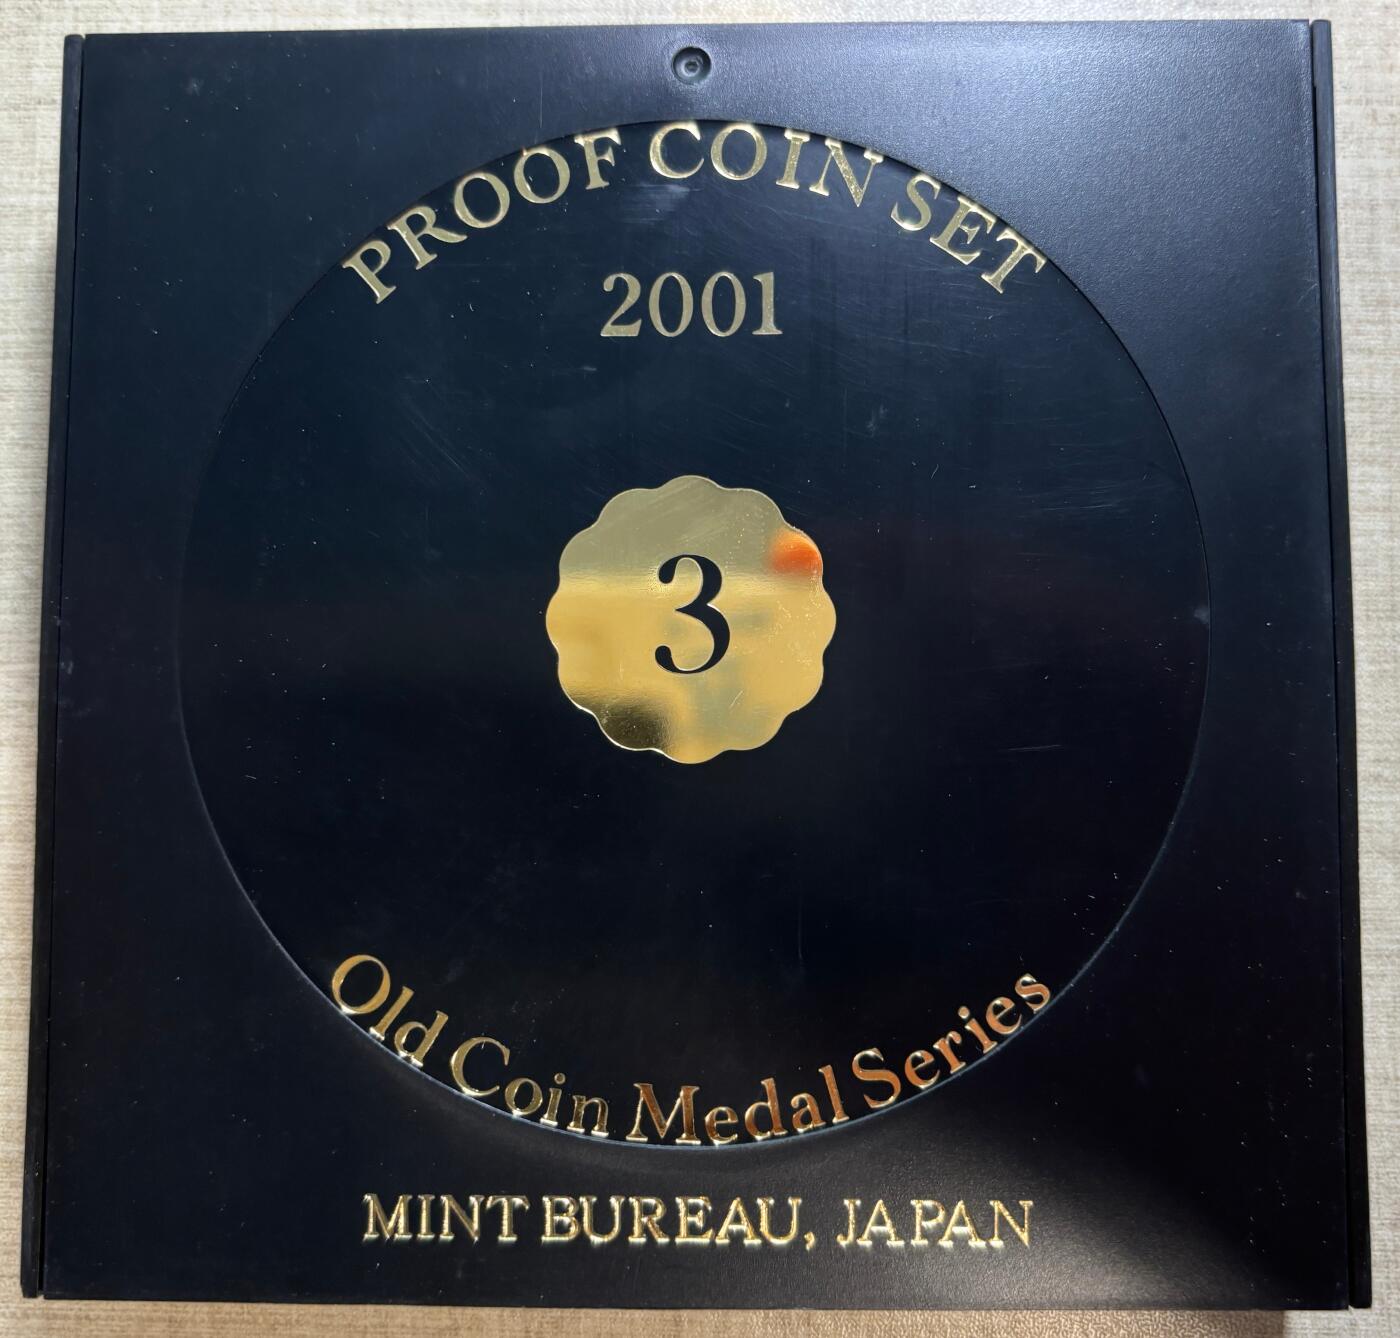 PROOF COIN SET
2001
3
Old Coin Medal Series
MINT BUREAU, JAPAN